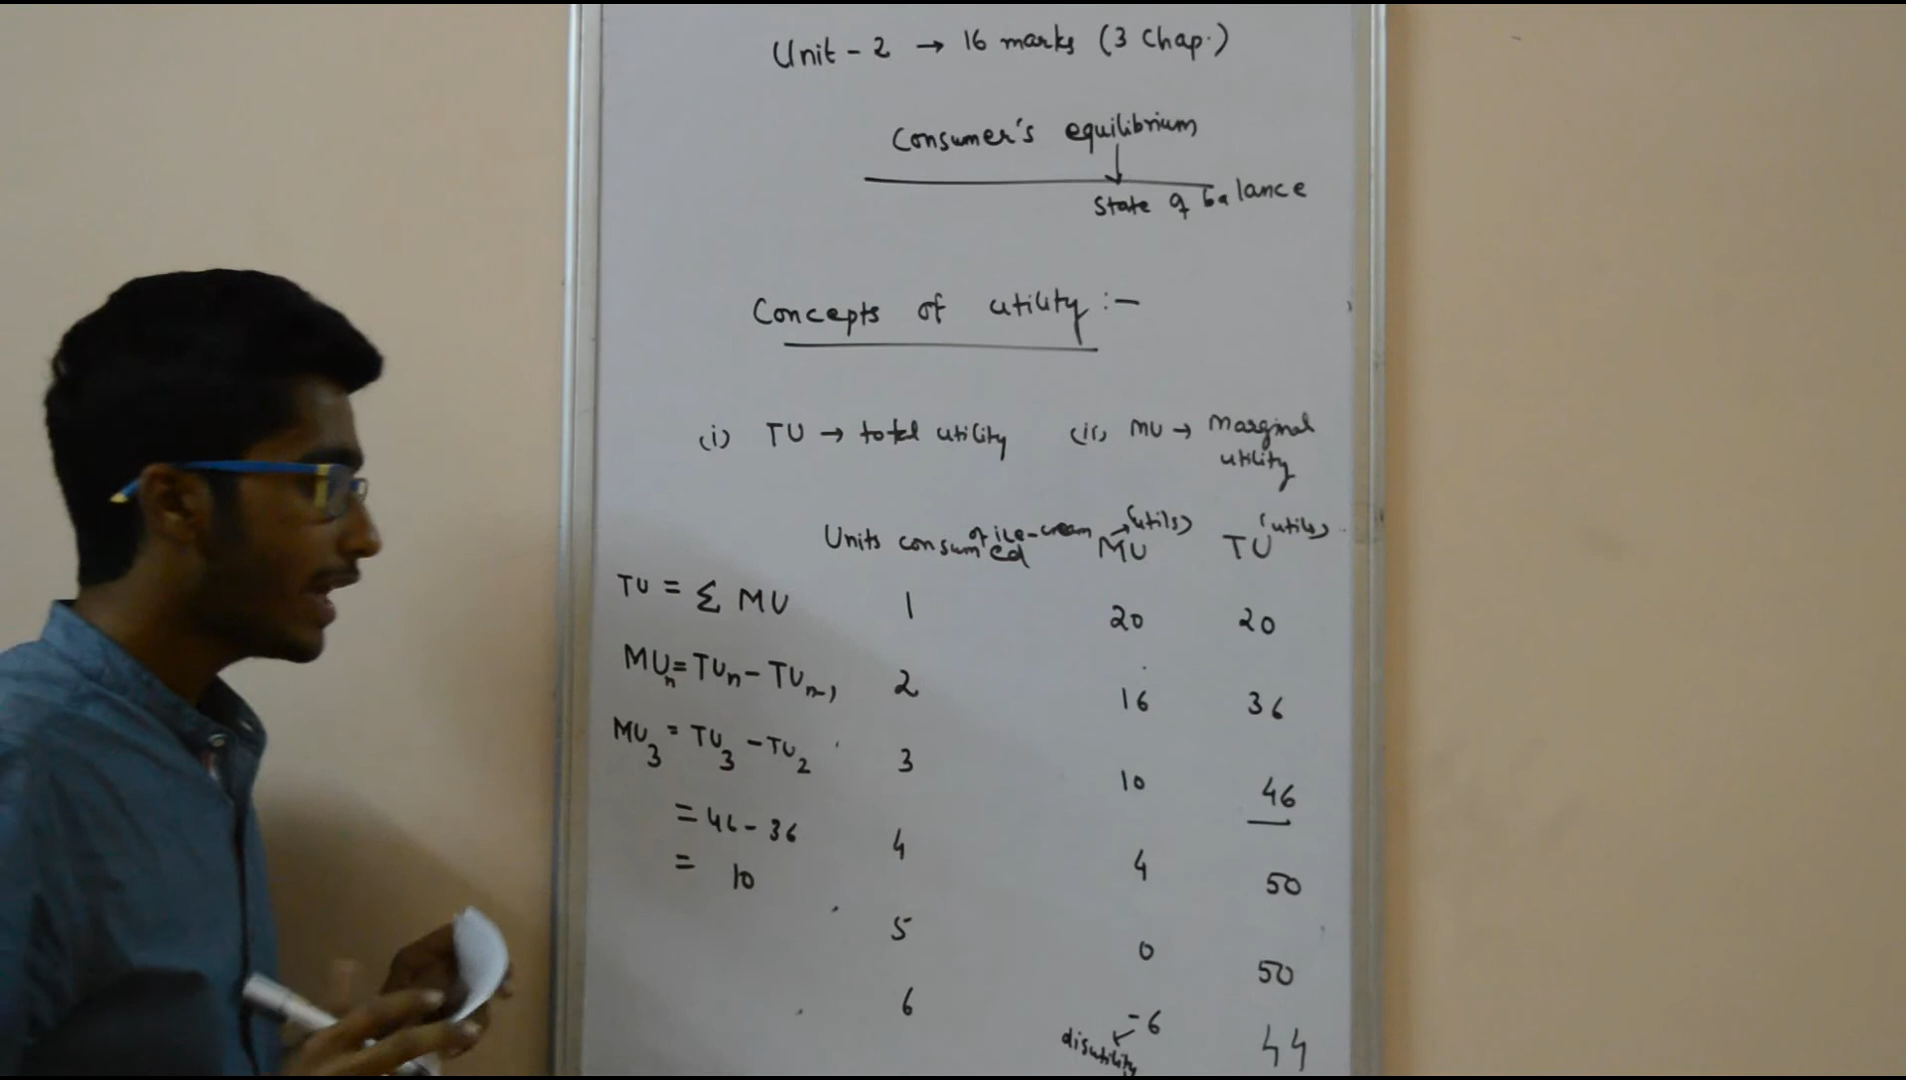 Unit - 2 → 16 marks (3 Chap.)
Consumer's equilibrium
State of balance
Concepts of utility :-
(i) TU → total utility (ii) MU → Marginal utility
Units consumed of ice-cream MU (utils) TU (utils)
TU = Σ MU 1 20 20
MUn = TUn - TUn-1 2 16 36
MU3 = TU3 - TU2 3 10 46
= 46 - 36 4 4 50
= 10
5 0 50
6 -6 44
disutility